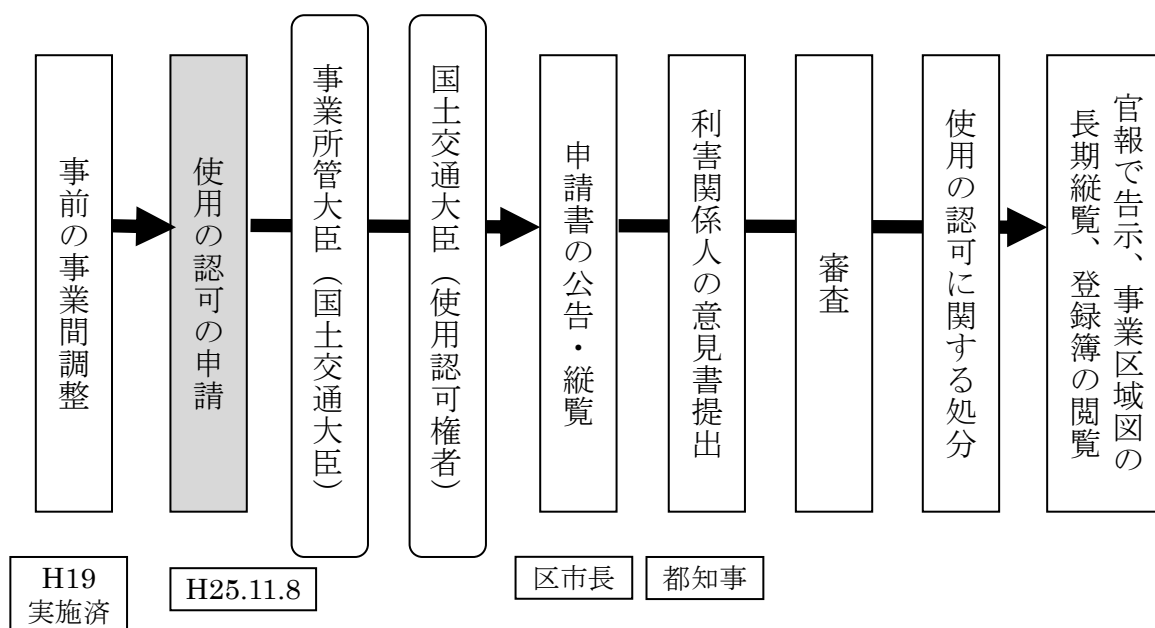 事前の事業間調整
使用の認可の申請
事業所管大臣（国土交通大臣）
国土交通大臣（使用認可権者）
申請書の公告・縦覧
利害関係人の意見書提出
審査
使用の認可に関する処分
官報で告示、事業区域図の
長期縦覧、登録簿の閲覧
H19
実施済
H25.11.8
区市長
都知事